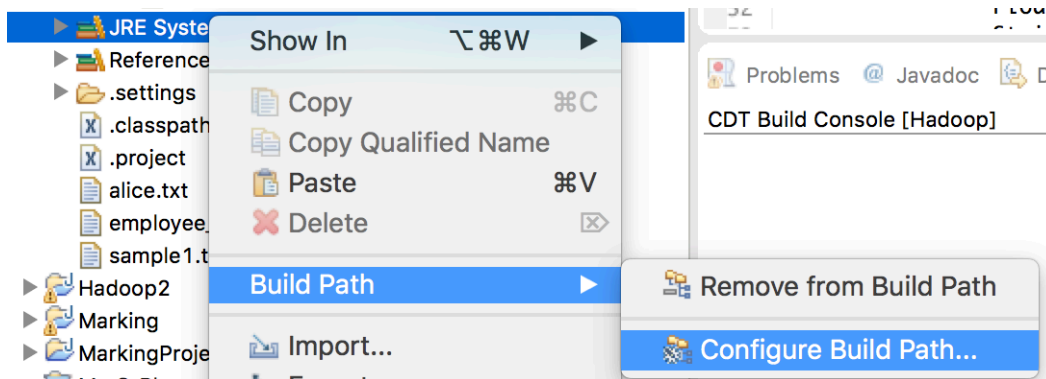 JRE Syste
Reference
.settings
.classpath
.project
alice.txt
employee_
sample1.t
Hadoop2
Marking
MarkingProje
Show In ⌥⌘W ▶
Copy ⌘C
Copy Qualified Name
Paste ⌘V
Delete ⌦
Build Path ▶
Import...
Remove from Build Path
Configure Build Path...
52
Problems @ Javadoc D
CDT Build Console [Hadoop]